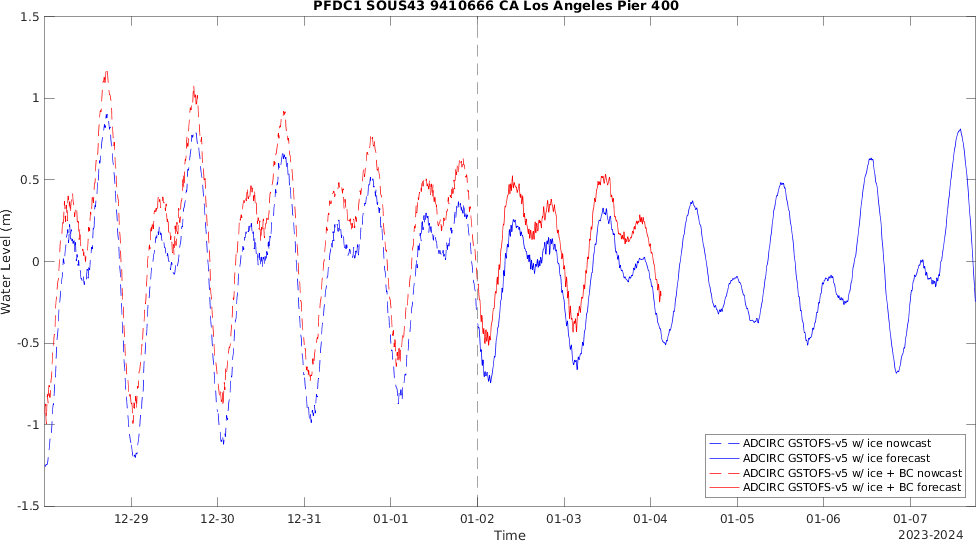 PFDC1 SOUS43 9410666 CA Los Angeles Pier 400
1.5
1
0.5
0
-0.5
-1
-1.5
Water Level (m)
12-29
12-30
12-31
01-01
01-02
01-03
01-04
01-05
01-06
01-07
Time
2023-2024
ADCIRC GSTOFS-v5 w/ ice nowcast
ADCIRC GSTOFS-v5 w/ ice forecast
ADCIRC GSTOFS-v5 w/ ice + BC nowcast
ADCIRC GSTOFS-v5 w/ ice + BC forecast